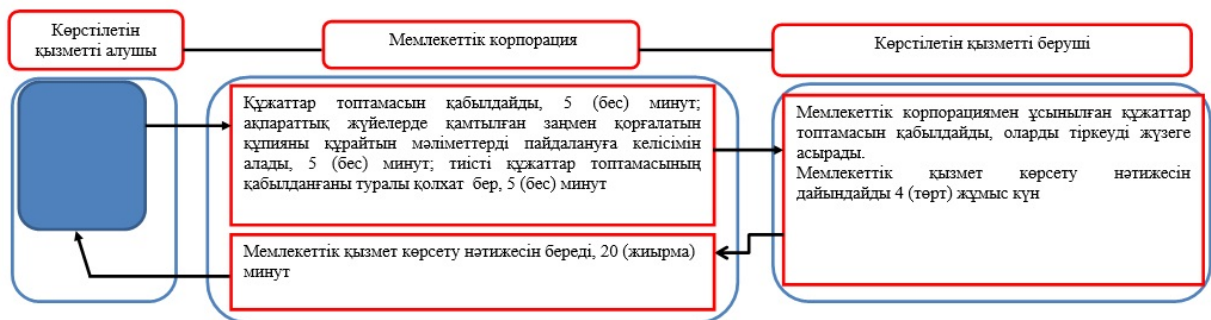 Көрстілетін
қызметті алушы
Мемлекеттік корпорация
Көрстілетін қызметті беруші
Құжаттар топтамасын қабылдайды, 5 (бес) минут;
ақпараттық жүйелерде қамтылған заңмен қорғалатын
құпияны құрайтын мәліметтерді пайдалануға келісімін
алады, 5 (бес) минут; тиісті құжаттар топтамасының
қабылданғаны туралы қолхат бер, 5 (бес) минут
Мемлекеттік корпорациямен ұсынылған құжаттар
топтамасын қабылдайды, оларды тіркеуді жүзеге
асырады.
Мемлекеттік қызмет көрсету нәтижесін
дайындайды 4 (төрт) жұмыс күн
Мемлекеттік қызмет көрсету нәтижесін береді, 20 (жиырма)
минут